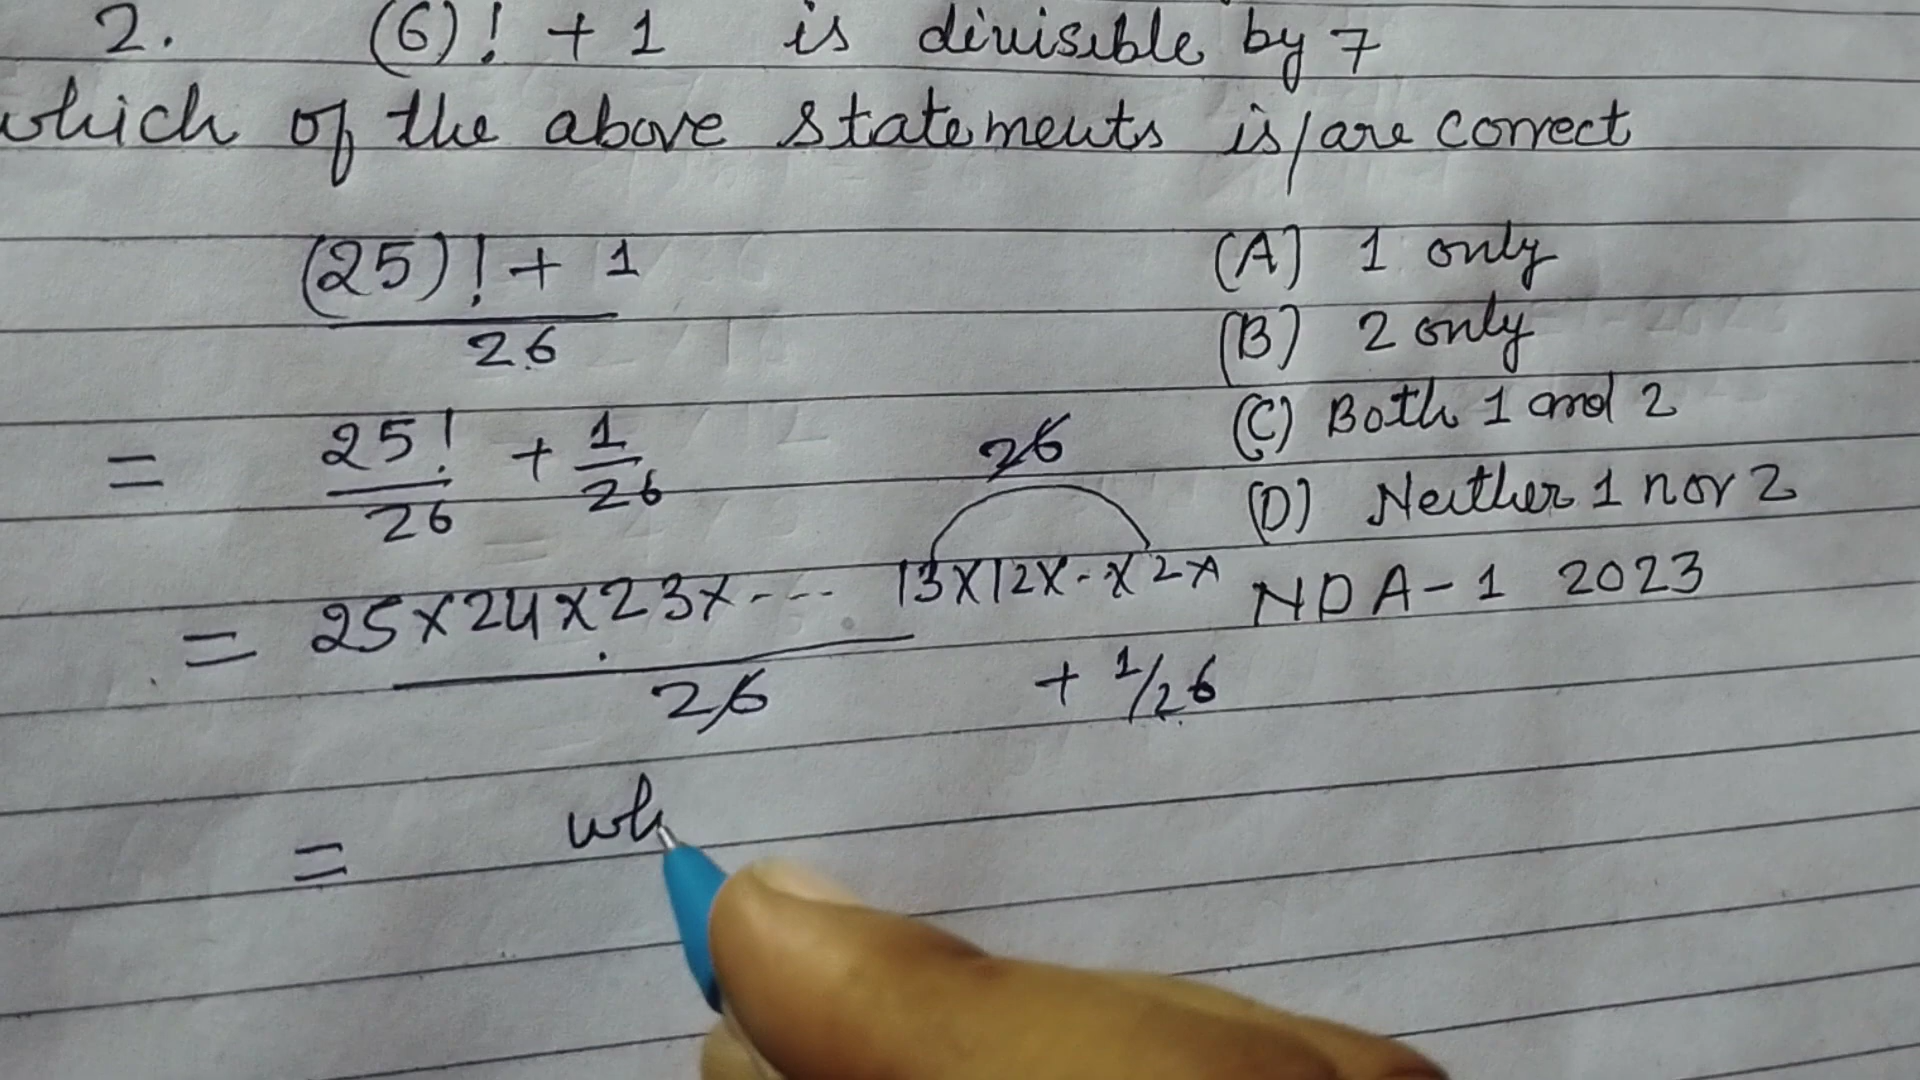 2. (6)! + 1 is divisible by 7
which of the above statements is/are correct
(25)! + 1
26
(A) 1 only
(B) 2 only
(C) Both 1 and 2
(D) Neither 1 nor 2
NDA-1 2023
= 25! + 1
26 26
26
= 25 x 24 x 23 x ---- 13 x 12 x - x 2 x
26 + 1/26
= wh